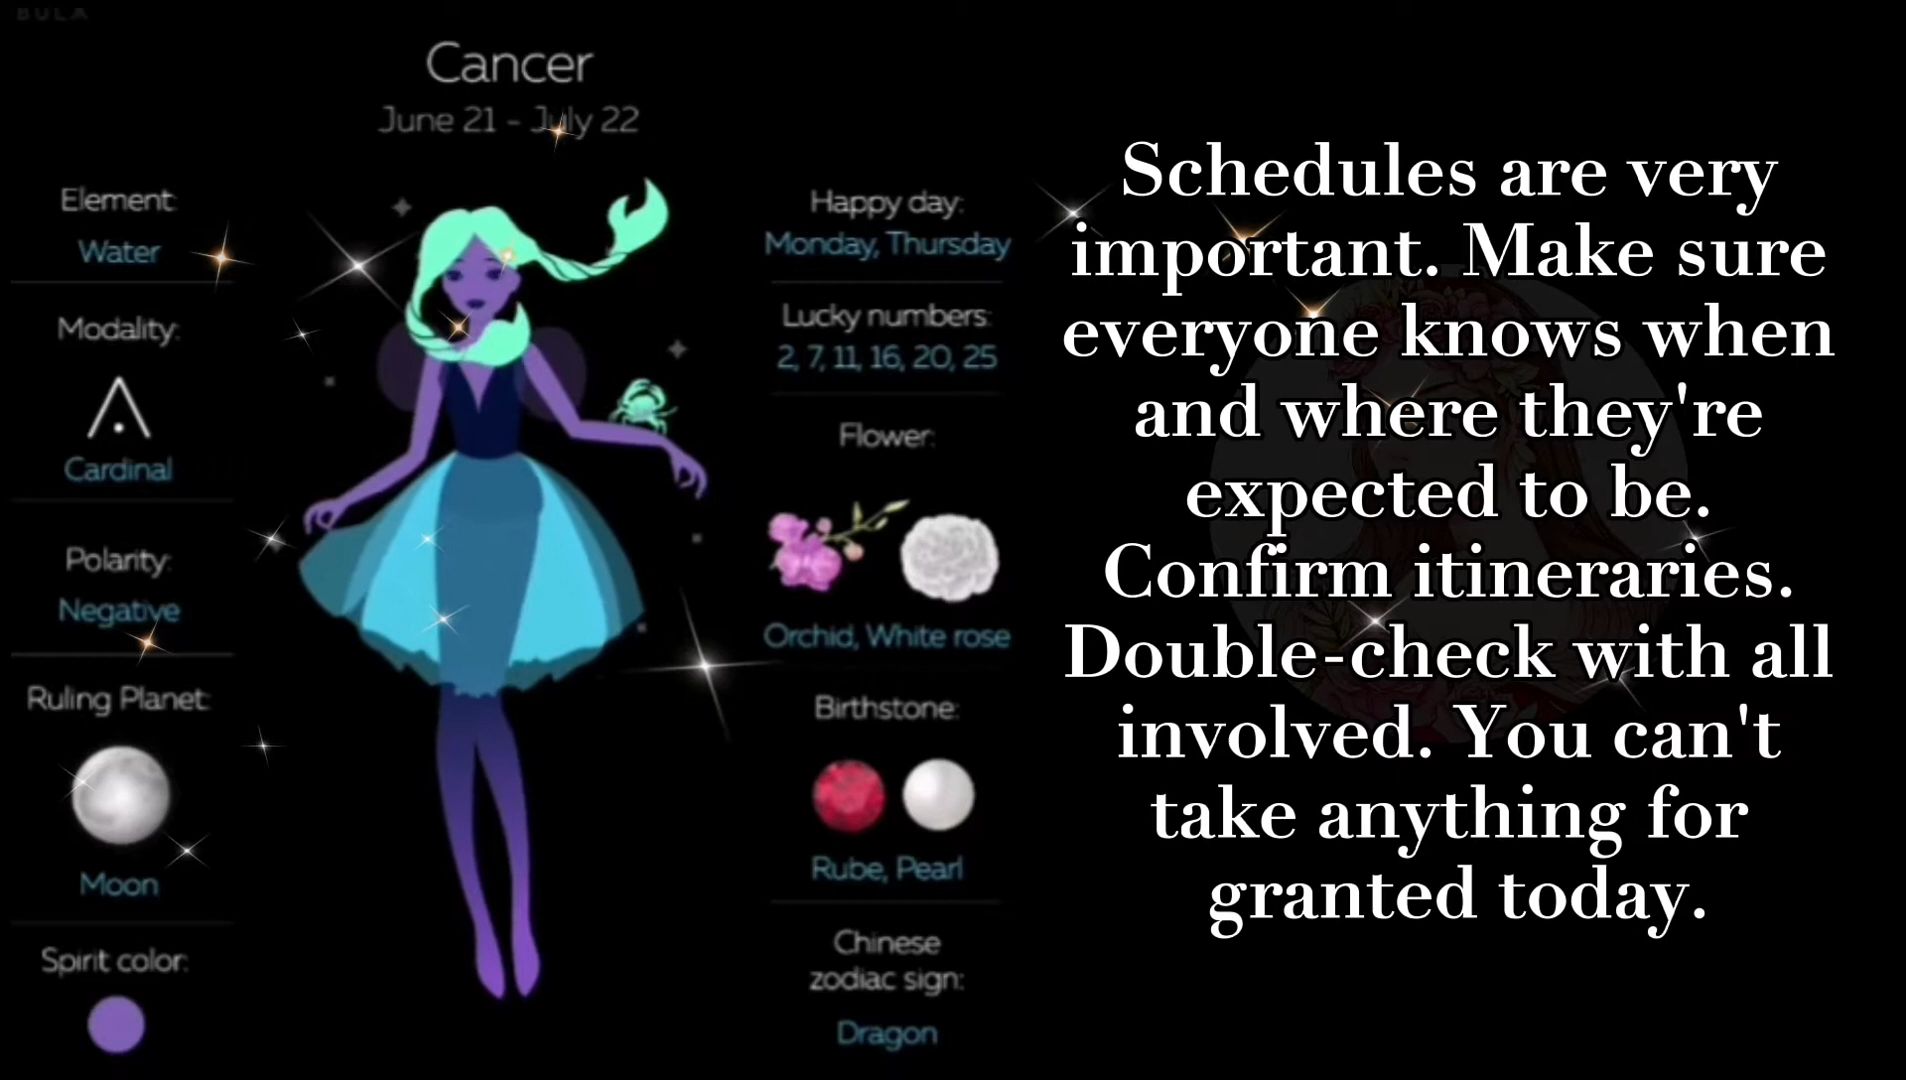 BULA
Cancer
June 21 - July 22
Element:
Water
Modality:
Cardinal
Polarity:
Negative
Ruling Planet:
Moon
Spirit color:
Happy day:
Monday, Thursday
Lucky numbers:
2, 7, 11, 16, 20, 25
Flower:
Orchid, White rose
Birthstone:
Rube, Pearl
Chinese
zodiac sign:
Dragon
Schedules are very
important. Make sure
everyone knows when
and where they're
expected to be.
Confirm itineraries.
Double-check with all
involved. You can't
take anything for
granted today.